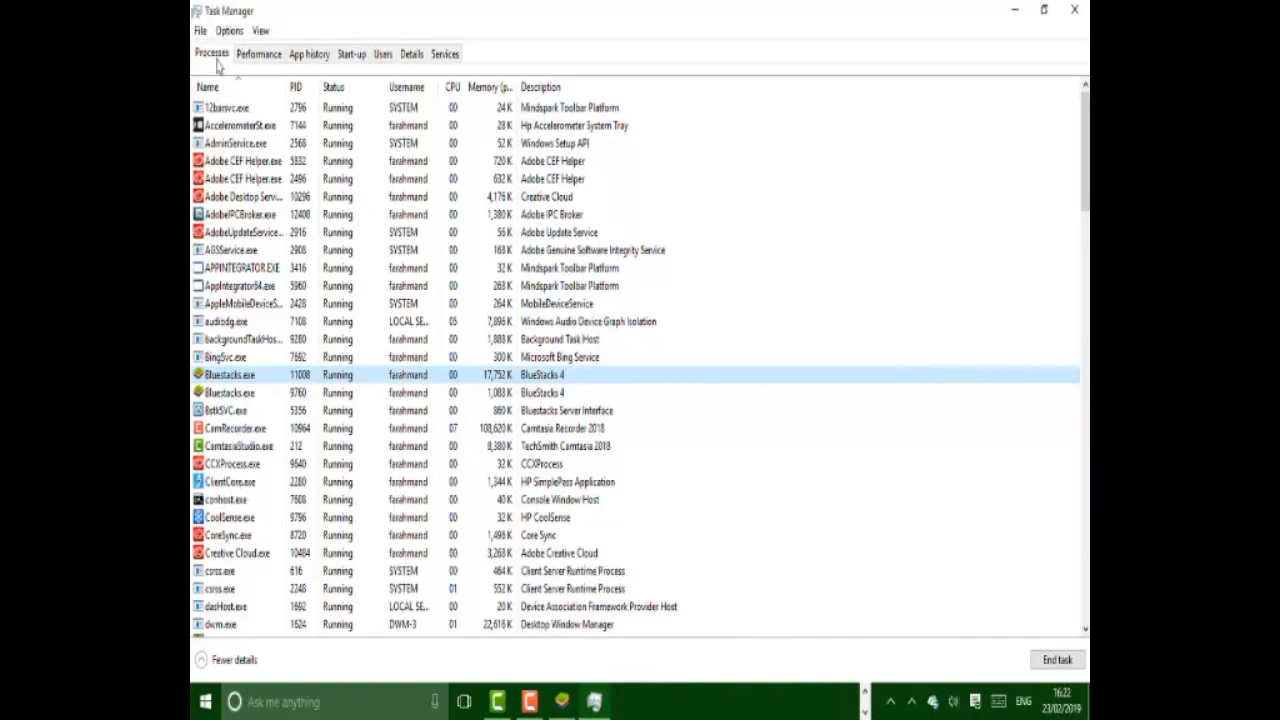 Task Manager
File Options View
Processes Performance App history Start-up Users Details Services
Name PID Status Username CPU Memory (p... Description
12barsvc.exe 2796 Running SYSTEM 00 24 K Mindspark Toolbar Platform
AccelerometerSt.exe 7144 Running farahmand 00 28 K Hp Accelerometer System Tray
AdminService.exe 2568 Running SYSTEM 00 52 K Windows Setup API
Adobe CEF Helper.exe 5832 Running farahmand 00 720 K Adobe CEF Helper
Adobe CEF Helper.exe 2496 Running farahmand 00 632 K Adobe CEF Helper
Adobe Desktop Servi... 10296 Running farahmand 00 4,176 K Creative Cloud
AdobeIPCBroker.exe 12408 Running farahmand 00 1,380 K Adobe IPC Broker
AdobeUpdateService... 2916 Running SYSTEM 00 56 K Adobe Update Service
AGSService.exe 2908 Running SYSTEM 00 168 K Adobe Genuine Software Integrity Service
APPINTEGRATOR.EXE 3416 Running farahmand 00 32 K Mindspark Toolbar Platform
AppIntegrator64.exe 5960 Running farahmand 00 268 K Mindspark Toolbar Platform
AppleMobileDeviceS... 2428 Running SYSTEM 00 264 K MobileDeviceService
audiodg.exe 7108 Running LOCAL SE... 05 7,896 K Windows Audio Device Graph Isolation
backgroundTaskHos... 9280 Running farahmand 00 1,888 K Background Task Host
BingSvc.exe 7692 Running farahmand 00 300 K Microsoft Bing Service
Bluestacks.exe 11008 Running farahmand 00 17,752 K BlueStacks 4
Bluestacks.exe 9760 Running farahmand 00 1,088 K BlueStacks 4
BstkSVC.exe 5356 Running farahmand 00 860 K Bluestacks Server Interface
CamRecorder.exe 10964 Running farahmand 07 108,620 K Camtasia Recorder 2018
CamtasiaStudio.exe 212 Running farahmand 00 8,380 K TechSmith Camtasia 2018
CCXProcess.exe 9640 Running farahmand 00 32 K CCXProcess
ClientCore.exe 2280 Running farahmand 00 1,344 K HP SimplePass Application
conhost.exe 7608 Running farahmand 00 40 K Console Window Host
CoolSense.exe 9796 Running farahmand 00 32 K HP CoolSense
CoreSync.exe 8720 Running farahmand 00 1,496 K Core Sync
Creative Cloud.exe 10484 Running farahmand 00 3,268 K Adobe Creative Cloud
csrss.exe 616 Running SYSTEM 00 464 K Client Server Runtime Process
csrss.exe 2248 Running SYSTEM 01 552 K Client Server Runtime Process
dasHost.exe 1692 Running LOCAL SE... 00 20 K Device Association Framework Provider Host
dwm.exe 1624 Running DWM-3 01 22,616 K Desktop Window Manager
Fewer details End task
Ask me anything ENG 16:22
23/02/2019